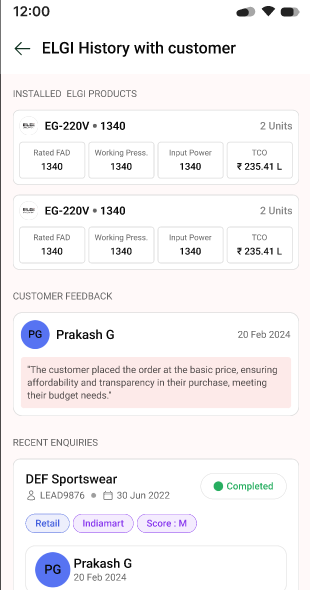 12:00
ELGI History with customer
INSTALLED ELGI PRODUCTS
ELGI EG-220V • 1340 2 Units
Rated FAD Working Press. Input Power TCO
1340 1340 1340 ₹ 235.41 L
ELGI EG-220V • 1340 2 Units
Rated FAD Working Press. Input Power TCO
1340 1340 1340 ₹ 235.41 L
CUSTOMER FEEDBACK
PG Prakash G 20 Feb 2024
"The customer placed the order at the basic price, ensuring
affordability and transparency in their purchase, meeting
their budget needs."
RECENT ENQUIRIES
DEF Sportswear
Completed
LEAD9876 • 30 Jun 2022
Retail Indiamart Score : M
PG Prakash G
20 Feb 2024